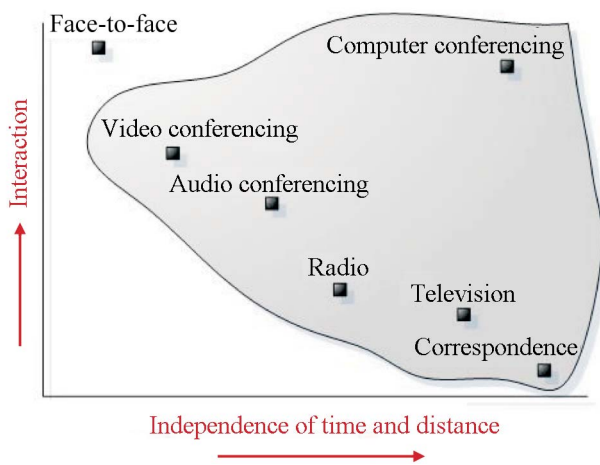 Face-to-face
Computer conferencing
Video conferencing
Audio conferencing
Radio
Television
Correspondence
Interaction
Independence of time and distance